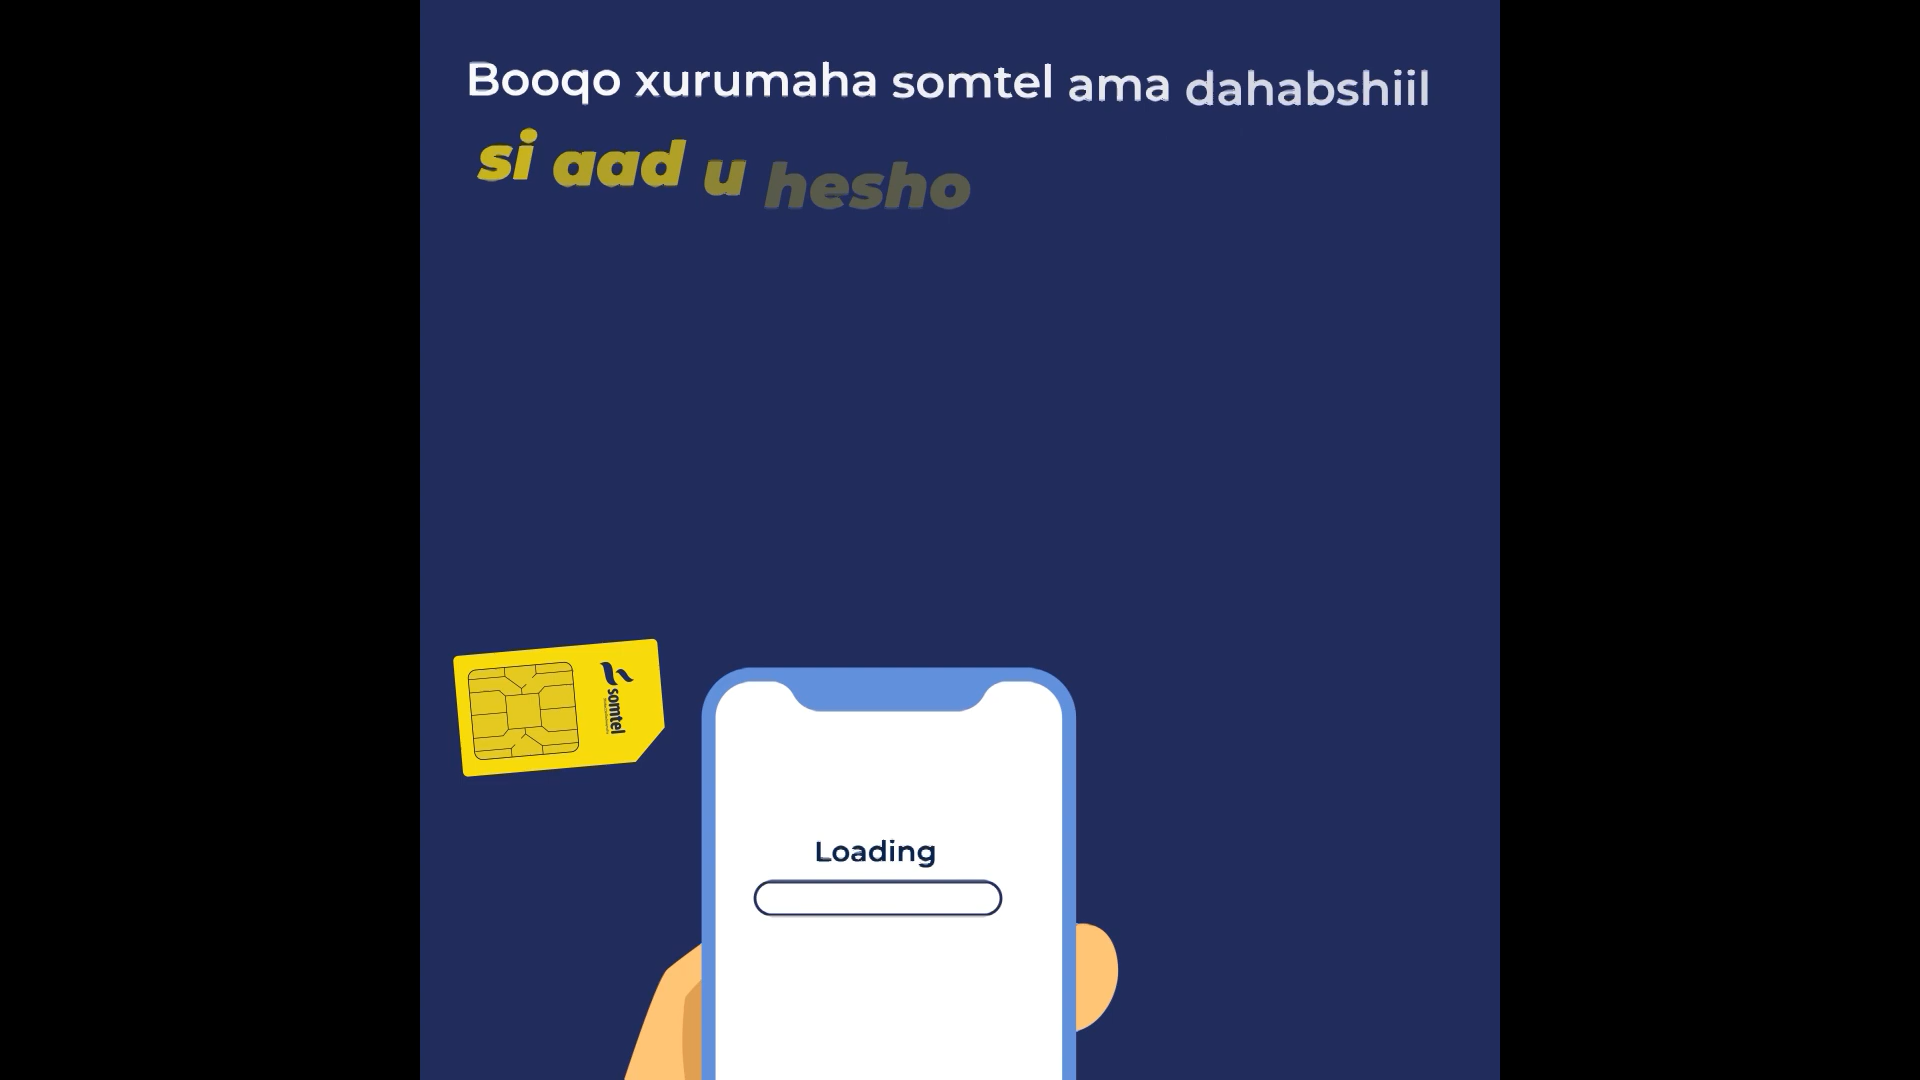 Booqo xurumaha somtel ama dahabshiil
si aad u hesho
somtel
Loading